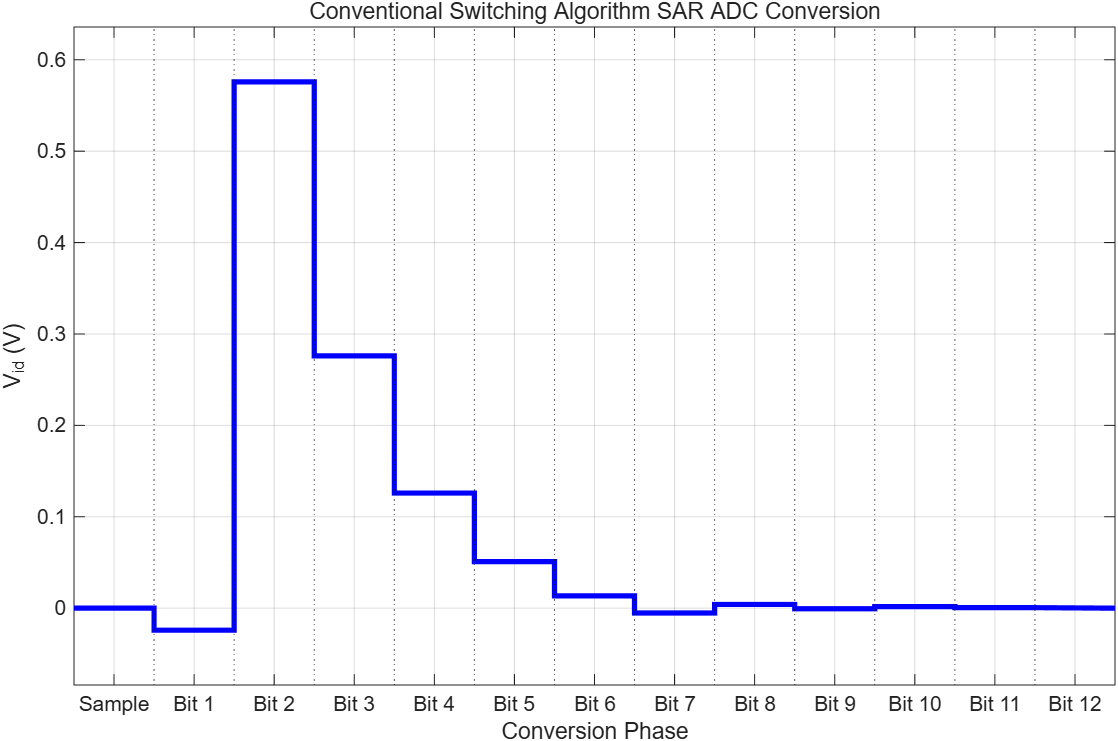 Conventional Switching Algorithm SAR ADC Conversion
0.6
0.5
0.4
0.3
0.2
0.1
0
V_id (V)
Sample Bit 1 Bit 2 Bit 3 Bit 4 Bit 5 Bit 6 Bit 7 Bit 8 Bit 9 Bit 10 Bit 11 Bit 12
Conversion Phase